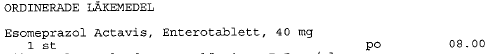 ORDINERADE LÄKEMEDEL
Esomeprazol Actavis, Enterotablett, 40 mg
1 st po 08.00